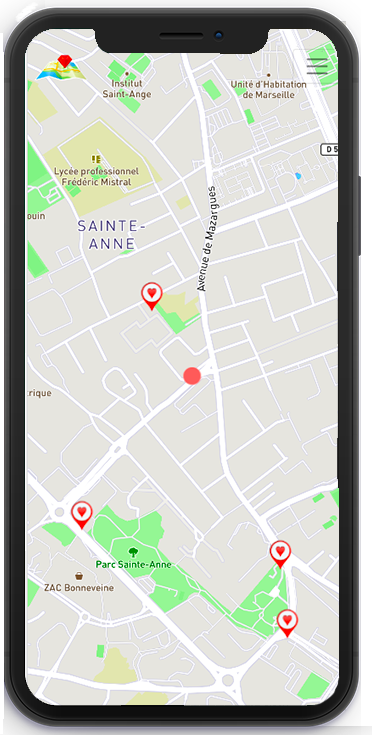 Institut
Saint-Ange
Unité d'Habitation
de Marseille
D 5
Lycée professionnel
Frédéric Mistral
ouin
SAINTE-
ANNE
Avenue de Mazargues
rique
Parc Sainte-Anne
ZAC Bonneveine